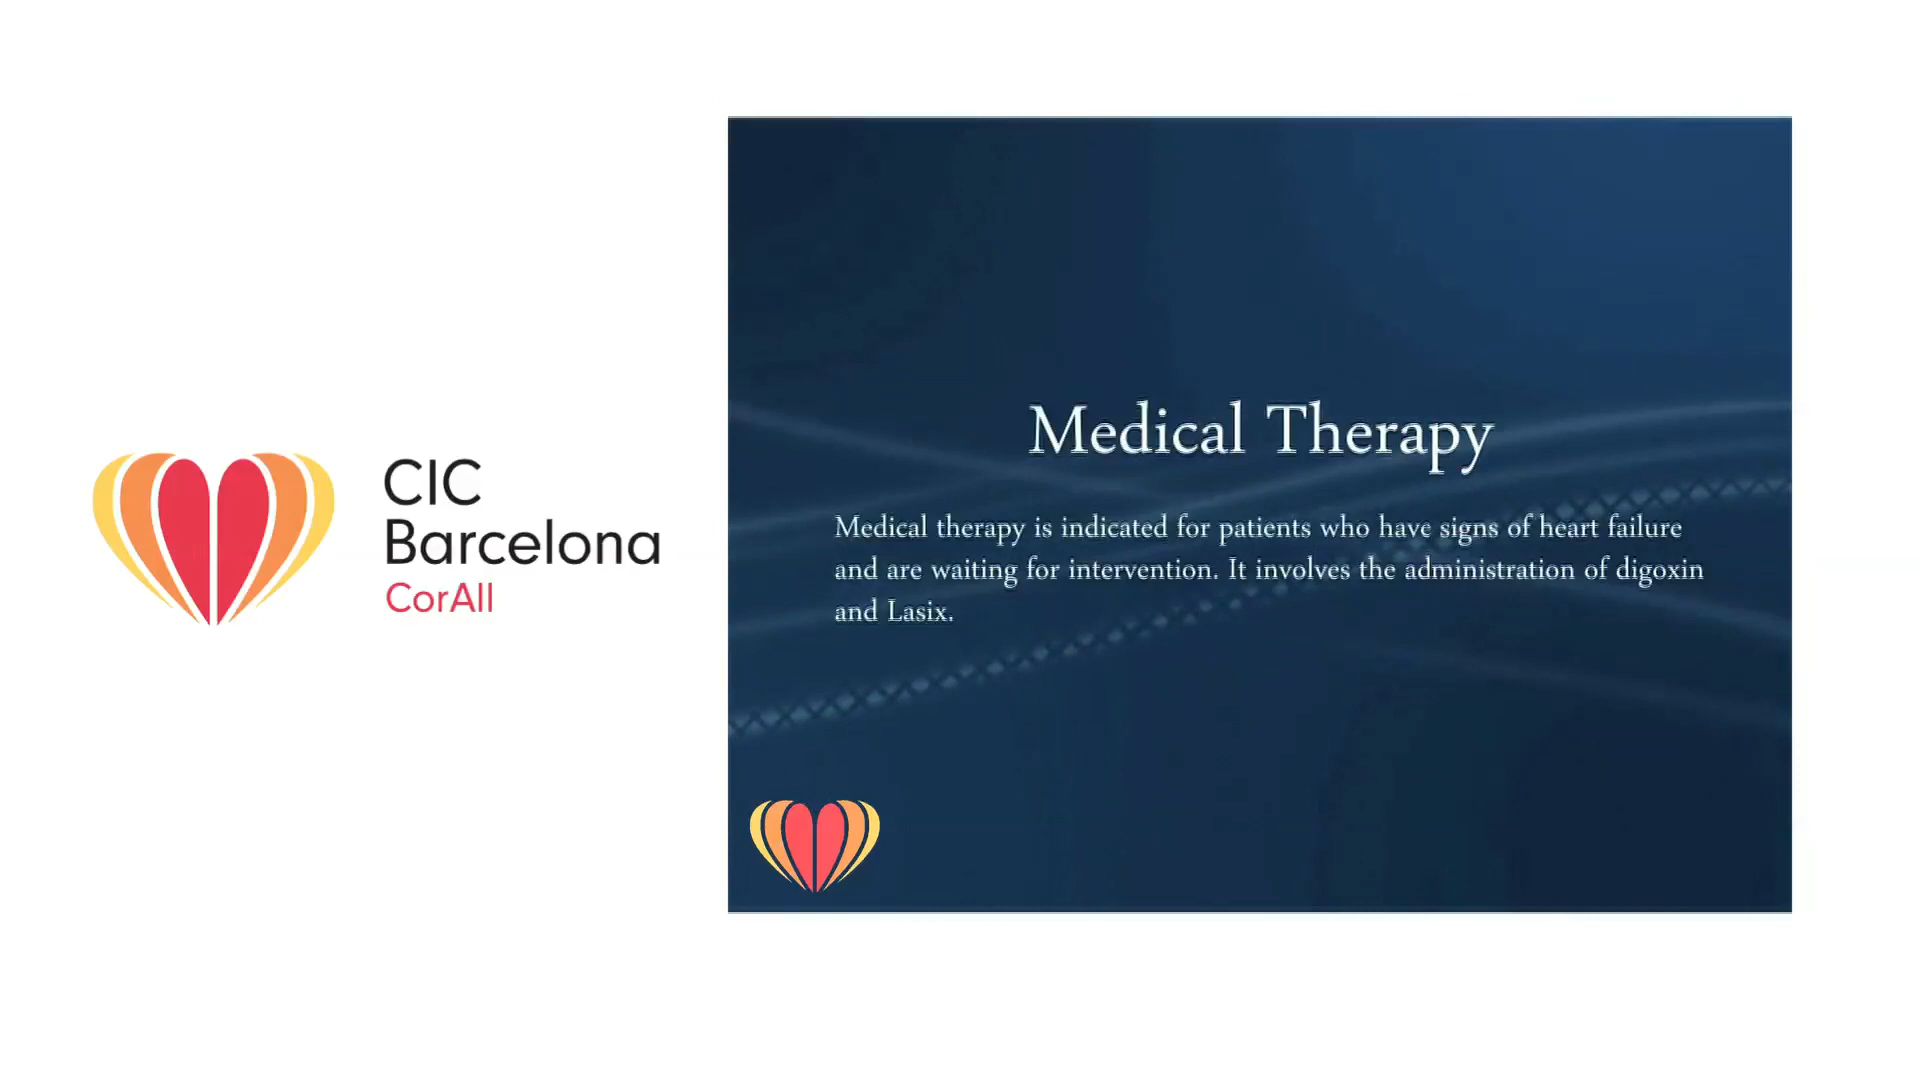 CIC
Barcelona
CorAll
Medical Therapy
Medical therapy is indicated for patients who have signs of heart failure
and are waiting for intervention. It involves the administration of digoxin
and Lasix.